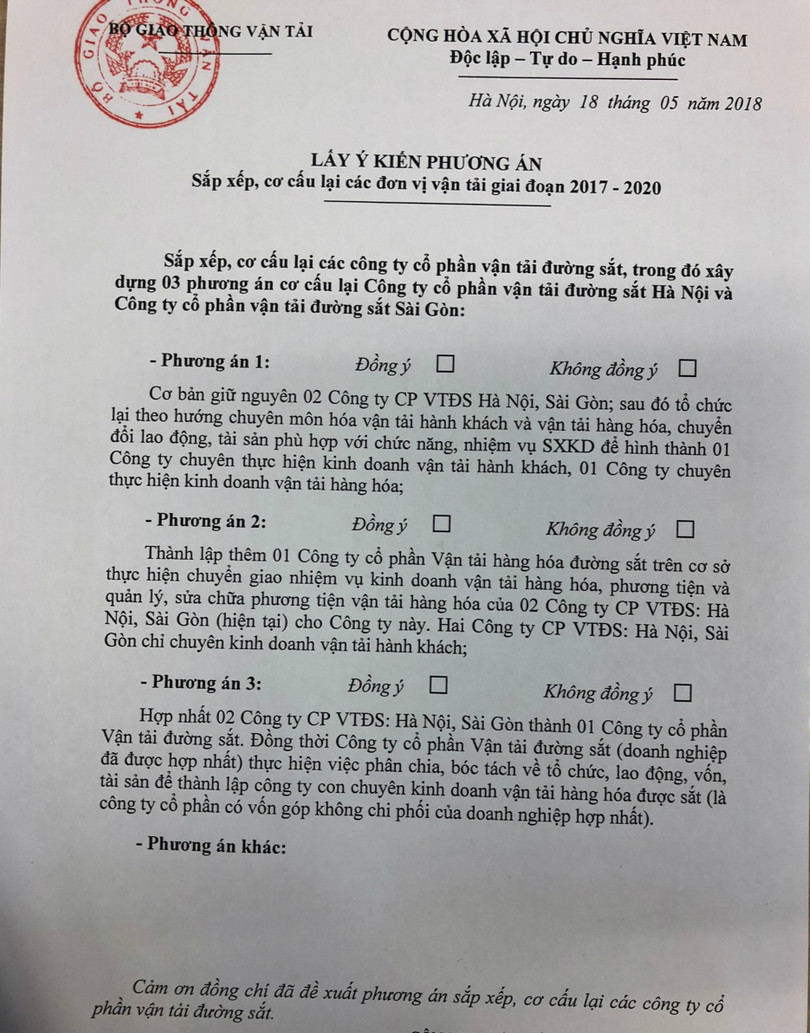 BỘ GIAO THÔNG VẬN TẢI
BỘ GIAO THÔNG VẬN TẢI
CỘNG HÒA XÃ HỘI CHỦ NGHĨA VIỆT NAM
Độc lập – Tự do – Hạnh phúc
Hà Nội, ngày 18 tháng 05 năm 2018
LẤY Ý KIẾN PHƯƠNG ÁN
Sắp xếp, cơ cấu lại các đơn vị vận tải giai đoạn 2017 - 2020
Sắp xếp, cơ cấu lại các công ty cổ phần vận tải đường sắt, trong đó xây
dựng 03 phương án cơ cấu lại Công ty cổ phần vận tải đường sắt Hà Nội và
Công ty cổ phần vận tải đường sắt Sài Gòn:
- Phương án 1: Đồng ý ☐ Không đồng ý ☐
Cơ bản giữ nguyên 02 Công ty CP VTĐS Hà Nội, Sài Gòn; sau đó tổ chức
lại theo hướng chuyên môn hóa vận tải hành khách và vận tải hàng hóa, chuyển
đổi lao động, tài sản phù hợp với chức năng, nhiệm vụ SXKD để hình thành 01
Công ty chuyên thực hiện kinh doanh vận tải hành khách, 01 Công ty chuyên
thực hiện kinh doanh vận tải hàng hóa;
- Phương án 2: Đồng ý ☐ Không đồng ý ☐
Thành lập thêm 01 Công ty cổ phần Vận tải hàng hóa đường sắt trên cơ sở
thực hiện chuyển giao nhiệm vụ kinh doanh vận tải hàng hóa, phương tiện và
quản lý, sửa chữa phương tiện vận tải hàng hóa của 02 Công ty CP VTĐS: Hà
Nội, Sài Gòn (hiện tại) cho Công ty này. Hai Công ty CP VTĐS: Hà Nội, Sài
Gòn chỉ chuyên kinh doanh vận tải hành khách;
- Phương án 3: Đồng ý ☐ Không đồng ý ☐
Hợp nhất 02 Công ty CP VTĐS: Hà Nội, Sài Gòn thành 01 Công ty cổ phần
Vận tải đường sắt. Đồng thời Công ty cổ phần Vận tải đường sắt (doanh nghiệp
đã được hợp nhất) thực hiện việc phân chia, bóc tách về tổ chức, lao động, vốn,
tài sản để thành lập công ty con chuyên kinh doanh vận tải hàng hóa được sắt (là
công ty cổ phần có vốn góp không chi phối của doanh nghiệp hợp nhất).
- Phương án khác:
Cảm ơn đồng chí đã đề xuất phương án sắp xếp, cơ cấu lại các công ty cổ
phần vận tải đường sắt.